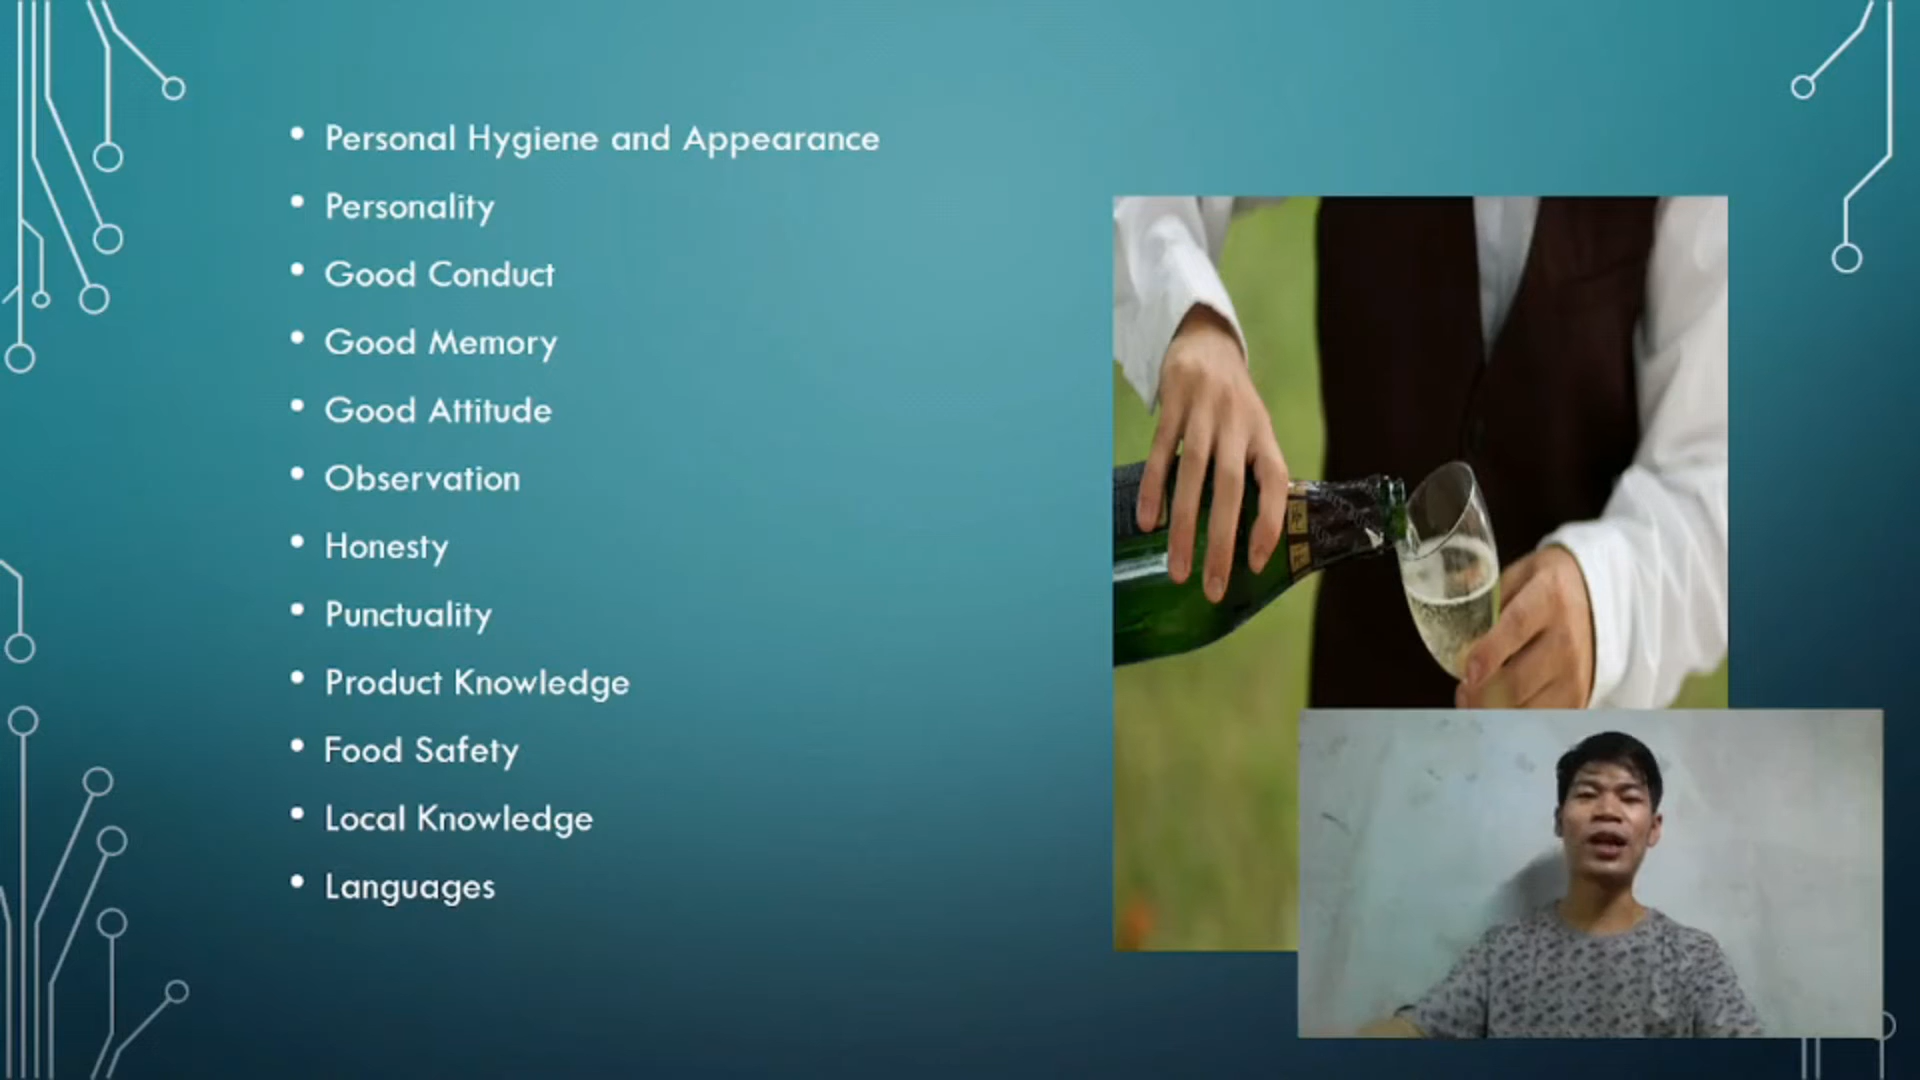 • Personal Hygiene and Appearance
• Personality
• Good Conduct
• Good Memory
• Good Attitude
• Observation
• Honesty
• Punctuality
• Product Knowledge
• Food Safety
• Local Knowledge
• Languages